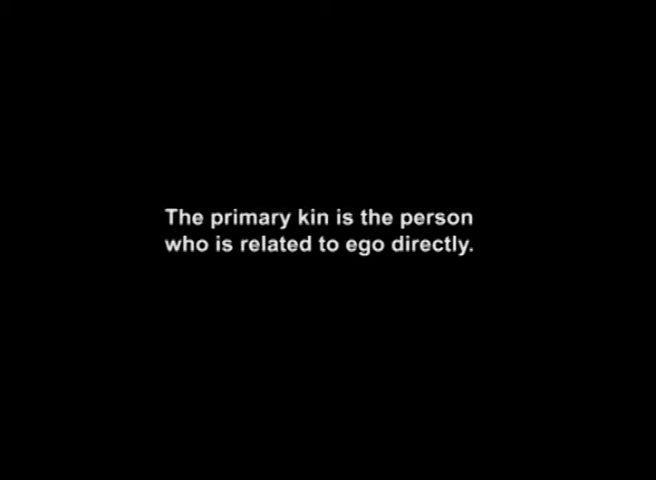 The primary kin is the person
who is related to ego directly.